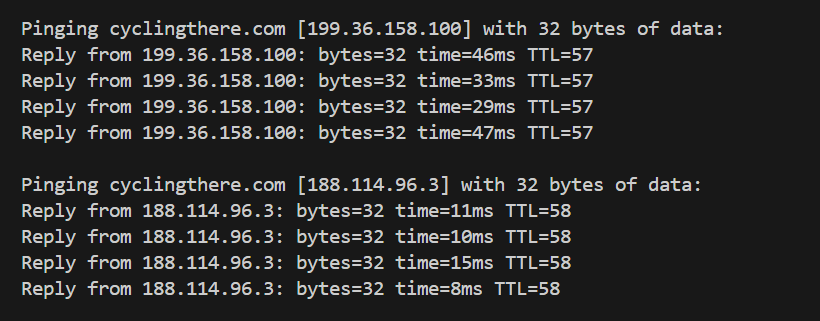 Pinging cyclingthere.com [199.36.158.100] with 32 bytes of data:
Reply from 199.36.158.100: bytes=32 time=46ms TTL=57
Reply from 199.36.158.100: bytes=32 time=33ms TTL=57
Reply from 199.36.158.100: bytes=32 time=29ms TTL=57
Reply from 199.36.158.100: bytes=32 time=47ms TTL=57
Pinging cyclingthere.com [188.114.96.3] with 32 bytes of data:
Reply from 188.114.96.3: bytes=32 time=11ms TTL=58
Reply from 188.114.96.3: bytes=32 time=10ms TTL=58
Reply from 188.114.96.3: bytes=32 time=15ms TTL=58
Reply from 188.114.96.3: bytes=32 time=8ms TTL=58